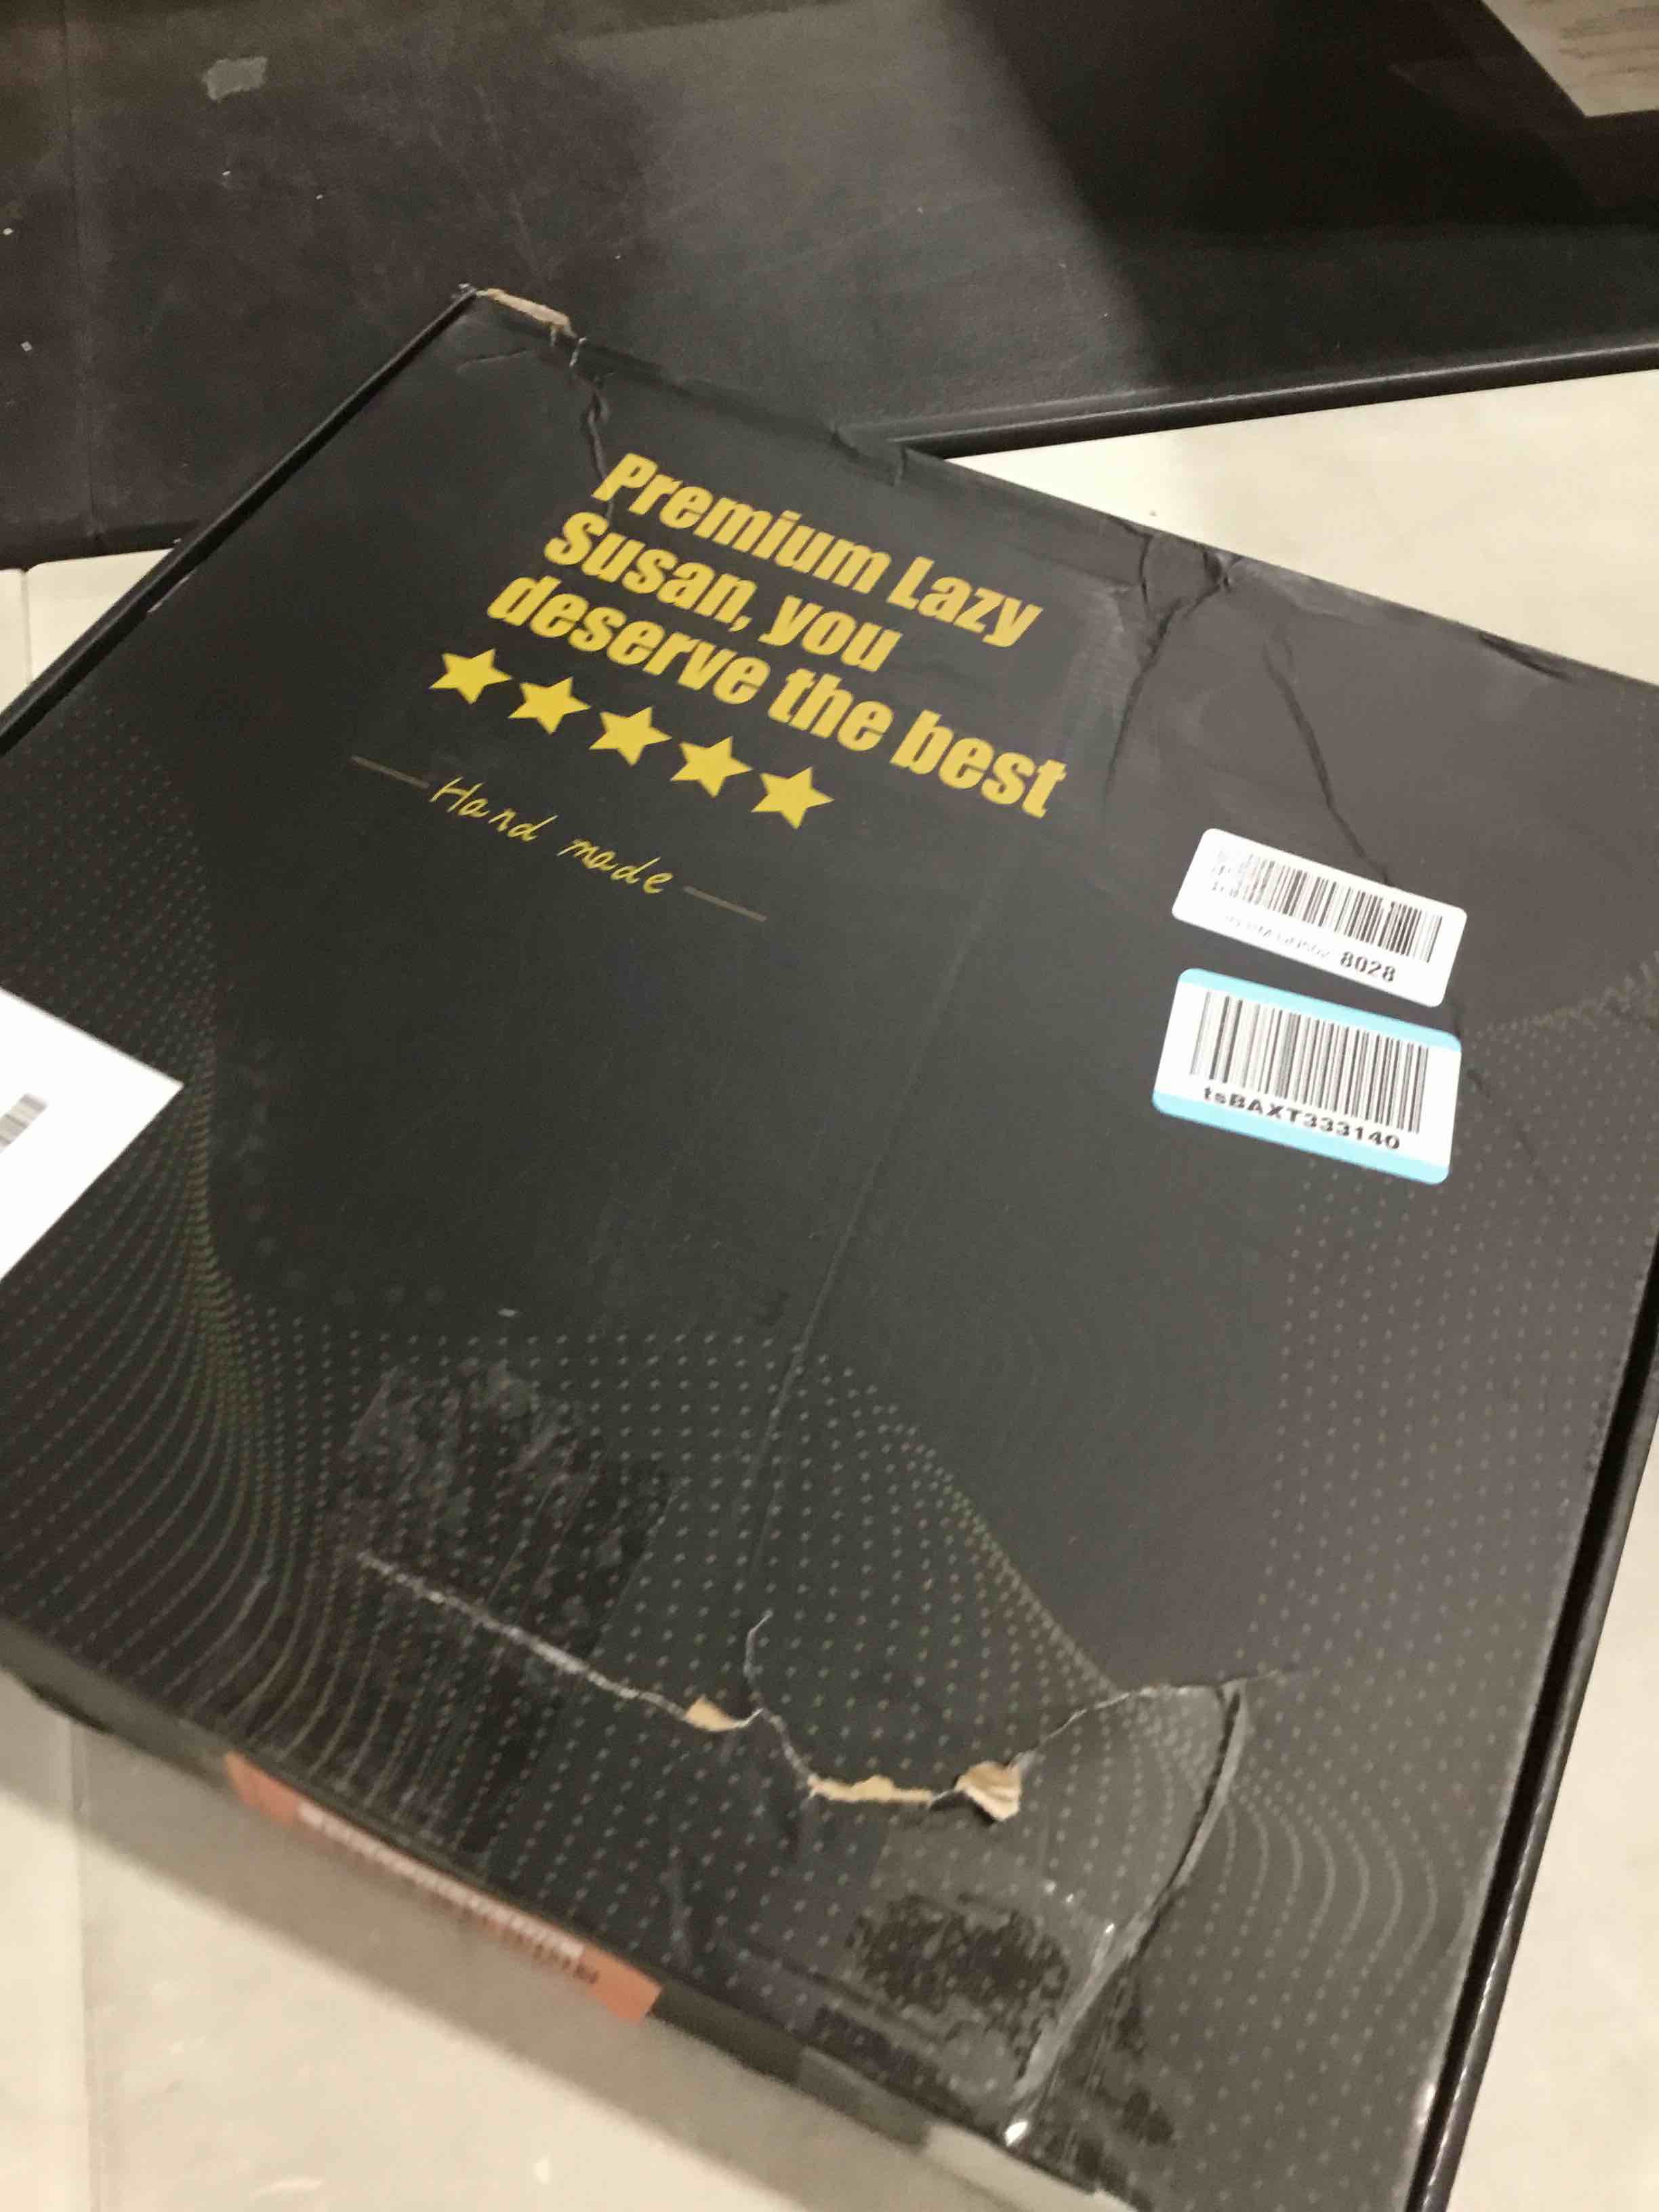 Premium Lazy
Susan, you
deserve the best
Hand made
8028
tsBAXT333140